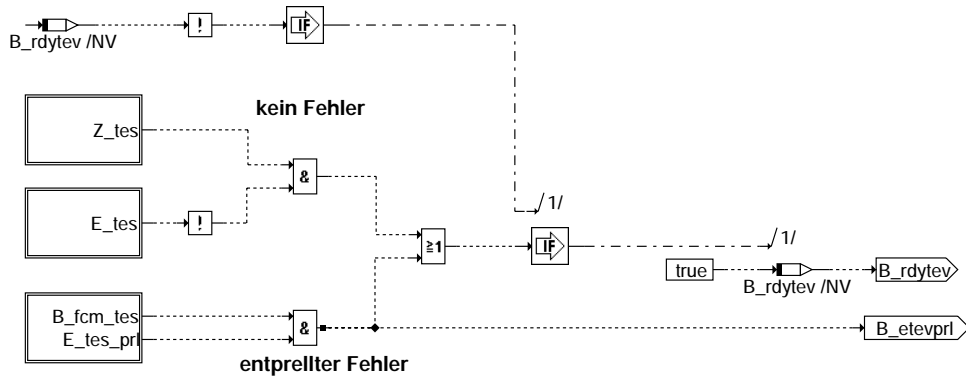 ! IF
B_rdytev /NV
kein Fehler
Z_tes
&
E_tes !
/1/
≧1 IF /1/
true B_rdytev
B_rdytev /NV
B_fcm_tes
& B_etevprl
E_tes_prl
entprellter Fehler